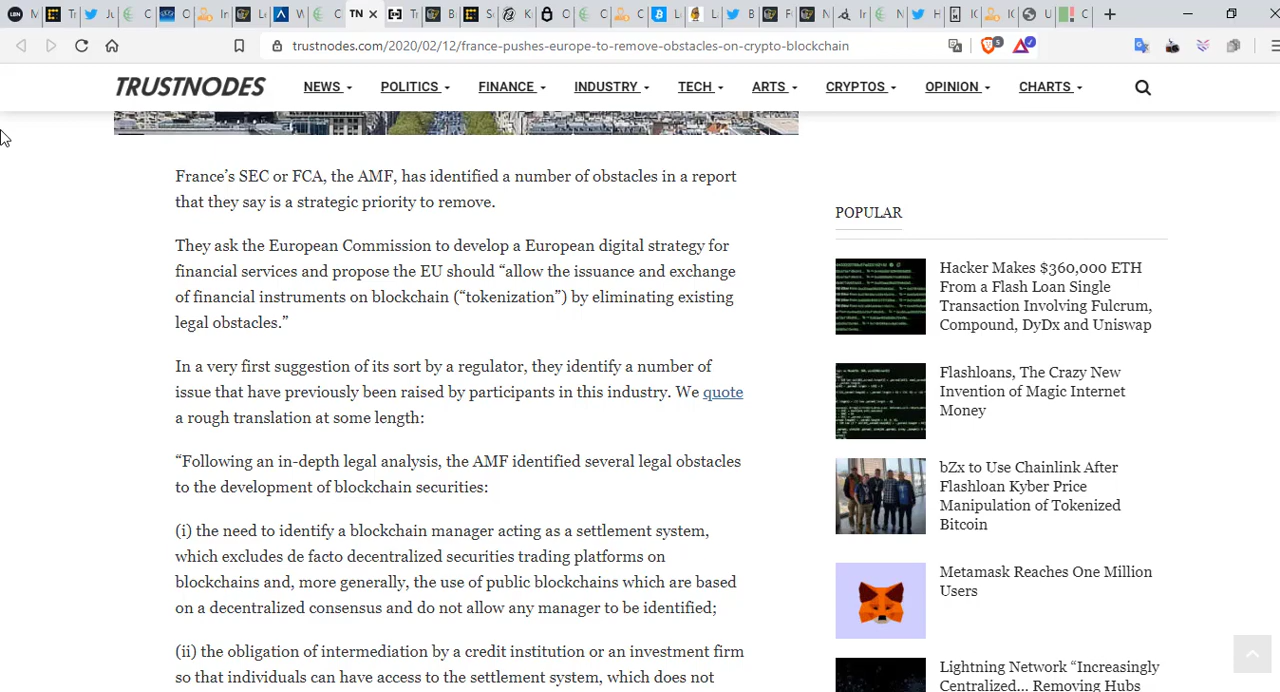 TN
trustnodes.com/2020/02/12/france-pushes-europe-to-remove-obstacles-on-crypto-blockchain
TRUSTNODES
NEWS
POLITICS
FINANCE
INDUSTRY
TECH
ARTS
CRYPTOS
OPINION
CHARTS
France’s SEC or FCA, the AMF, has identified a number of obstacles in a report
that they say is a strategic priority to remove.
They ask the European Commission to develop a European digital strategy for
financial services and propose the EU should “allow the issuance and exchange
of financial instruments on blockchain (“tokenization”) by eliminating existing
legal obstacles.”
In a very first suggestion of its sort by a regulator, they identify a number of
issue that have previously been raised by participants in this industry. We quote
a rough translation at some length:
“Following an in-depth legal analysis, the AMF identified several legal obstacles
to the development of blockchain securities:
(i) the need to identify a blockchain manager acting as a settlement system,
which excludes de facto decentralized securities trading platforms on
blockchains and, more generally, the use of public blockchains which are based
on a decentralized consensus and do not allow any manager to be identified;
(ii) the obligation of intermediation by a credit institution or an investment firm
so that individuals can have access to the settlement system, which does not
POPULAR
Hacker Makes $360,000 ETH
From a Flash Loan Single
Transaction Involving Fulcrum,
Compound, DyDx and Uniswap
Flashloans, The Crazy New
Invention of Magic Internet
Money
bZx to Use Chainlink After
Flashloan Kyber Price
Manipulation of Tokenized
Bitcoin
Metamask Reaches One Million
Users
Lightning Network “Increasingly
Centralized... Removing Hubs